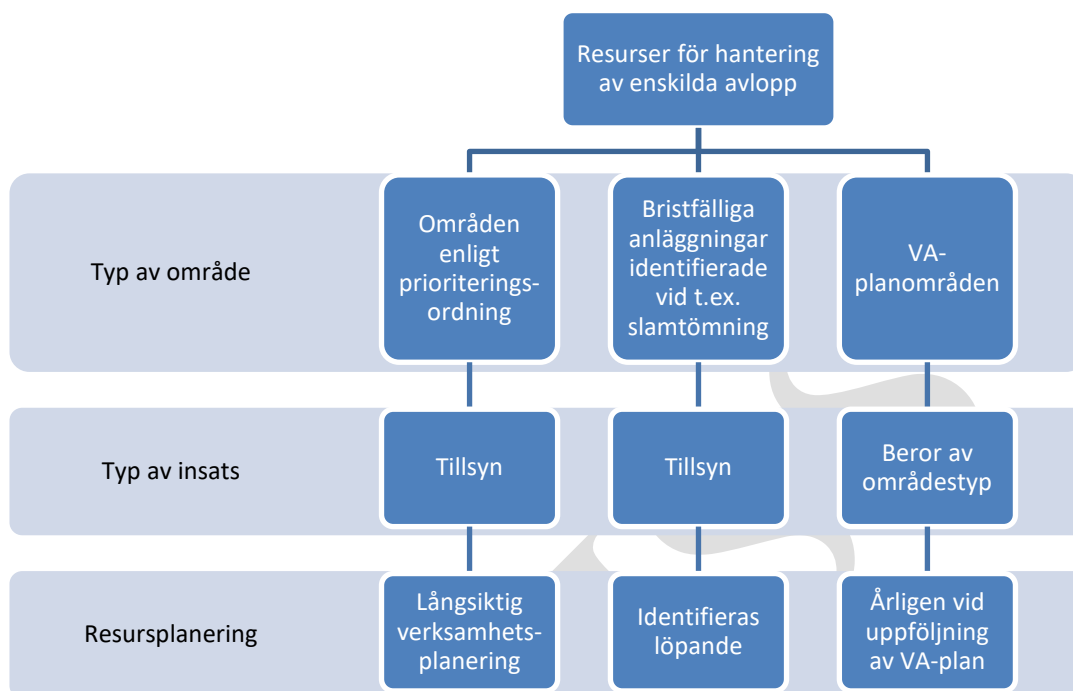 Resurser för hantering
av enskilda avlopp
Typ av område
Områden
enligt
prioriterings-
ordning
Bristfälliga
anläggningar
identifierade
vid t.ex.
slamtömning
VA-
planområden
Typ av insats
Tillsyn
Tillsyn
Beror av
områdestyp
Resursplanering
Långsiktig
verksamhets-
planering
Identifieras
löpande
Årligen vid
uppföljning
av VA-plan